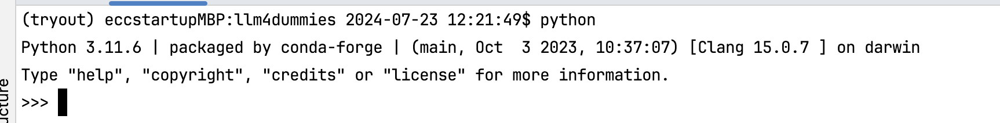 (tryout) eccstartupMBP:llm4dummies 2024-07-23 12:21:49$ python
Python 3.11.6 | packaged by conda-forge | (main, Oct  3 2023, 10:37:07) [Clang 15.0.7 ] on darwin
Type "help", "copyright", "credits" or "license" for more information.
>>>